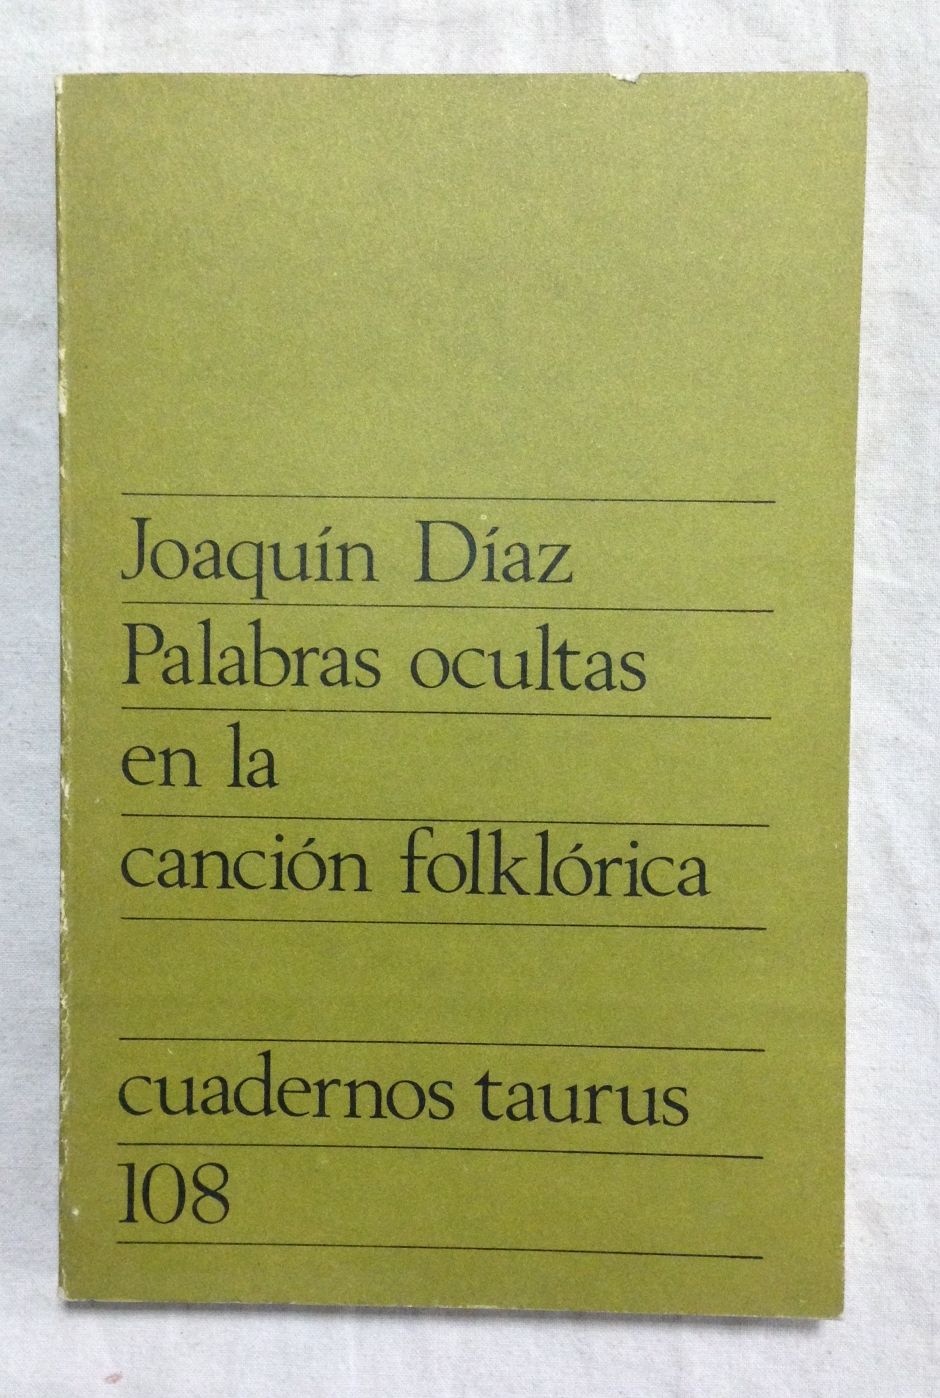 Joaquín Díaz
Palabras ocultas
en la
canción folklórica
cuadernos taurus
108